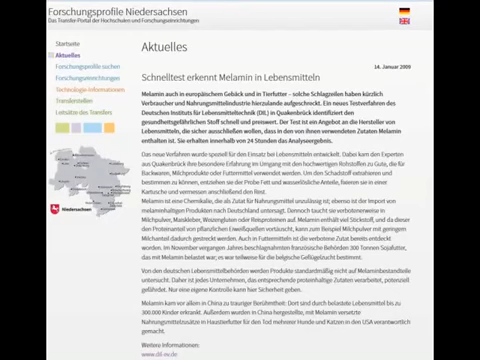 Forschungsprofile Niedersachsen
Das Transfer-Portal der Hochschulen und Forschungseinrichtungen
Startseite
Aktuelles
Forschungsprofile suchen
Forschungseinrichtungen
Technologie-Informationen
Transferstellen
Leitsätze des Transfers
Niedersachsen
Aktuelles
14. Januar 2009
Schnelltest erkennt Melamin in Lebensmitteln
Melamin auch in europäischem Gebäck und in Tierfutter – solche Schlagzeilen haben kürzlich
Verbraucher und Nahrungsmittelindustrie hierzulande aufgeschreckt. Ein neues Testverfahren des
Deutschen Instituts für Lebensmitteltechnik (DIL) in Quakenbrück identifiziert den
gesundheitsgefährlichen Stoff schnell und preiswert. Der Test ist ein Angebot an die Hersteller von
Lebensmitteln, die sicher ausschließen wollen, dass in den von ihnen verwendeten Zutaten Melamin
enthalten ist. Sie erhalten innerhalb von 24 Stunden das Analyseergebnis.
Das neue Verfahren wurde speziell für den Einsatz bei Lebensmitteln entwickelt. Dabei kam den Experten
aus Quakenbrück ihre besondere Erfahrung im Umgang mit den hochwertigen Rohstoffen zu Gute, die für
Backwaren, Milchprodukte oder Futtermittel verwendet werden. Um den Schadstoff extrahieren und
bestimmen zu können, entziehen sie der Probe Fett und wasserlösliche Anteile, fixieren sie in einer
Kartusche und vermessen anschließend den Rest.
Melamin ist eine Chemikalie, die als Zutat für Nahrungsmittel unzulässig ist; ebenso ist der Import von
melaminhaltigen Produkten nach Deutschland untersagt. Dennoch taucht sie verbotenerweise in
Milchpulver, Maiskleber, Weizengluten oder Reisproteinen auf. Melamin enthält viel Stickstoff, und da dieser
den Proteinanteil von pflanzlichen Eiweißquellen vortäuscht, kann zum Beispiel Milchpulver mit geringem
Milchanteil dadurch gestreckt werden. Auch in Futtermitteln ist die verbotene Zutat bereits entdeckt
worden. Im November vergangen Jahres beschlagnahmten französische Behörden 300 Tonnen Sojafutter,
das mit Melamin belastet war; es war teilweise für die belgische Geflügelzucht bestimmt.
Von den deutschen Lebensmittelbehörden werden Produkte standardmäßig nicht auf Melaminbestandteile
untersucht. Daher ist jedes Unternehmen, das entsprechende proteinhaltige Zutaten verarbeitet, potenziell
gefährdet. Nur eine eigene Kontrolle kann hier Sicherheit geben.
Melamin kam vor allem in China zu trauriger Berühmtheit: Dort sind durch belastete Lebensmittel bis zu
300.000 Kinder erkrankt. Außerdem wurden in China hergestellte, mit Melamin versetzte
Nahrungsmittelzusätze in Haustierfutter für den Tod mehrerer Hunde und Katzen in den USA verantwortlich
gemacht.
Weitere Informationen:
www.dil-ev.de